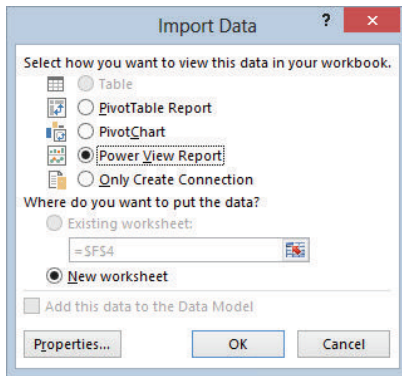 Import Data
?
×
Select how you want to view this data in your workbook.
Table
PivotTable Report
PivotChart
Power View Report
Only Create Connection
Where do you want to put the data?
Existing worksheet:
=$F$4
New worksheet
Add this data to the Data Model
Properties... OK Cancel